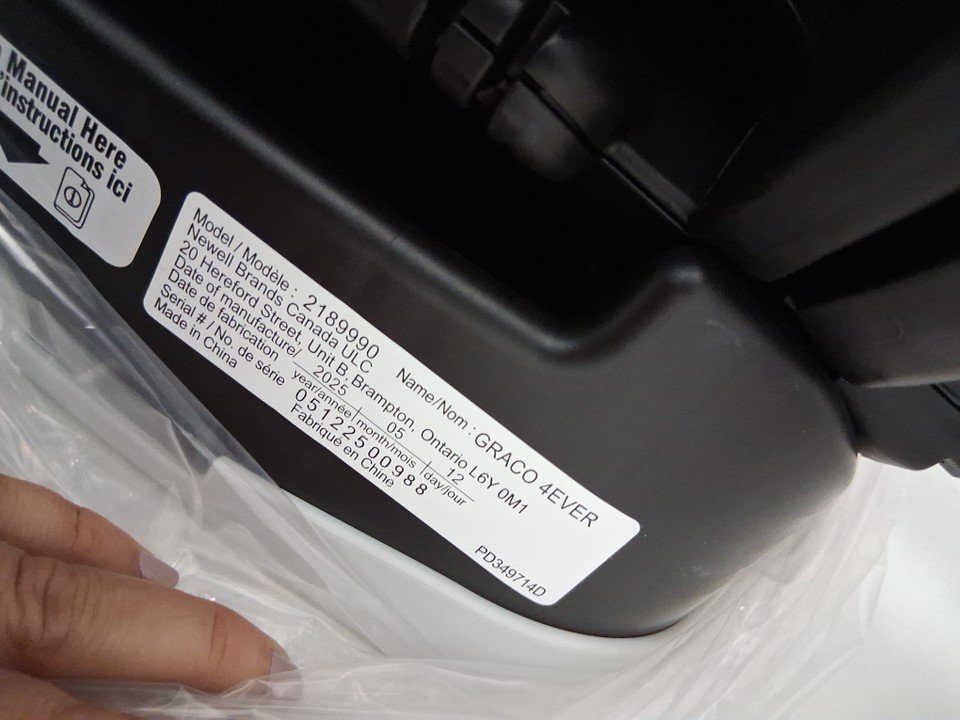 Manual Here
'instructions ici
Model / Modèle : 2189990 Name/Nom : GRACO 4EVER
Newell Brands Canada ULC
20 Hereford Street, Unit B, Brampton, Ontario L6Y 0M1
Date of manufacture/ 2025 05 12
Date de fabrication year/année month/mois day/jour
Serial # / No. de série 05122500988
Made in China Fabriqué en Chine
PD349714D